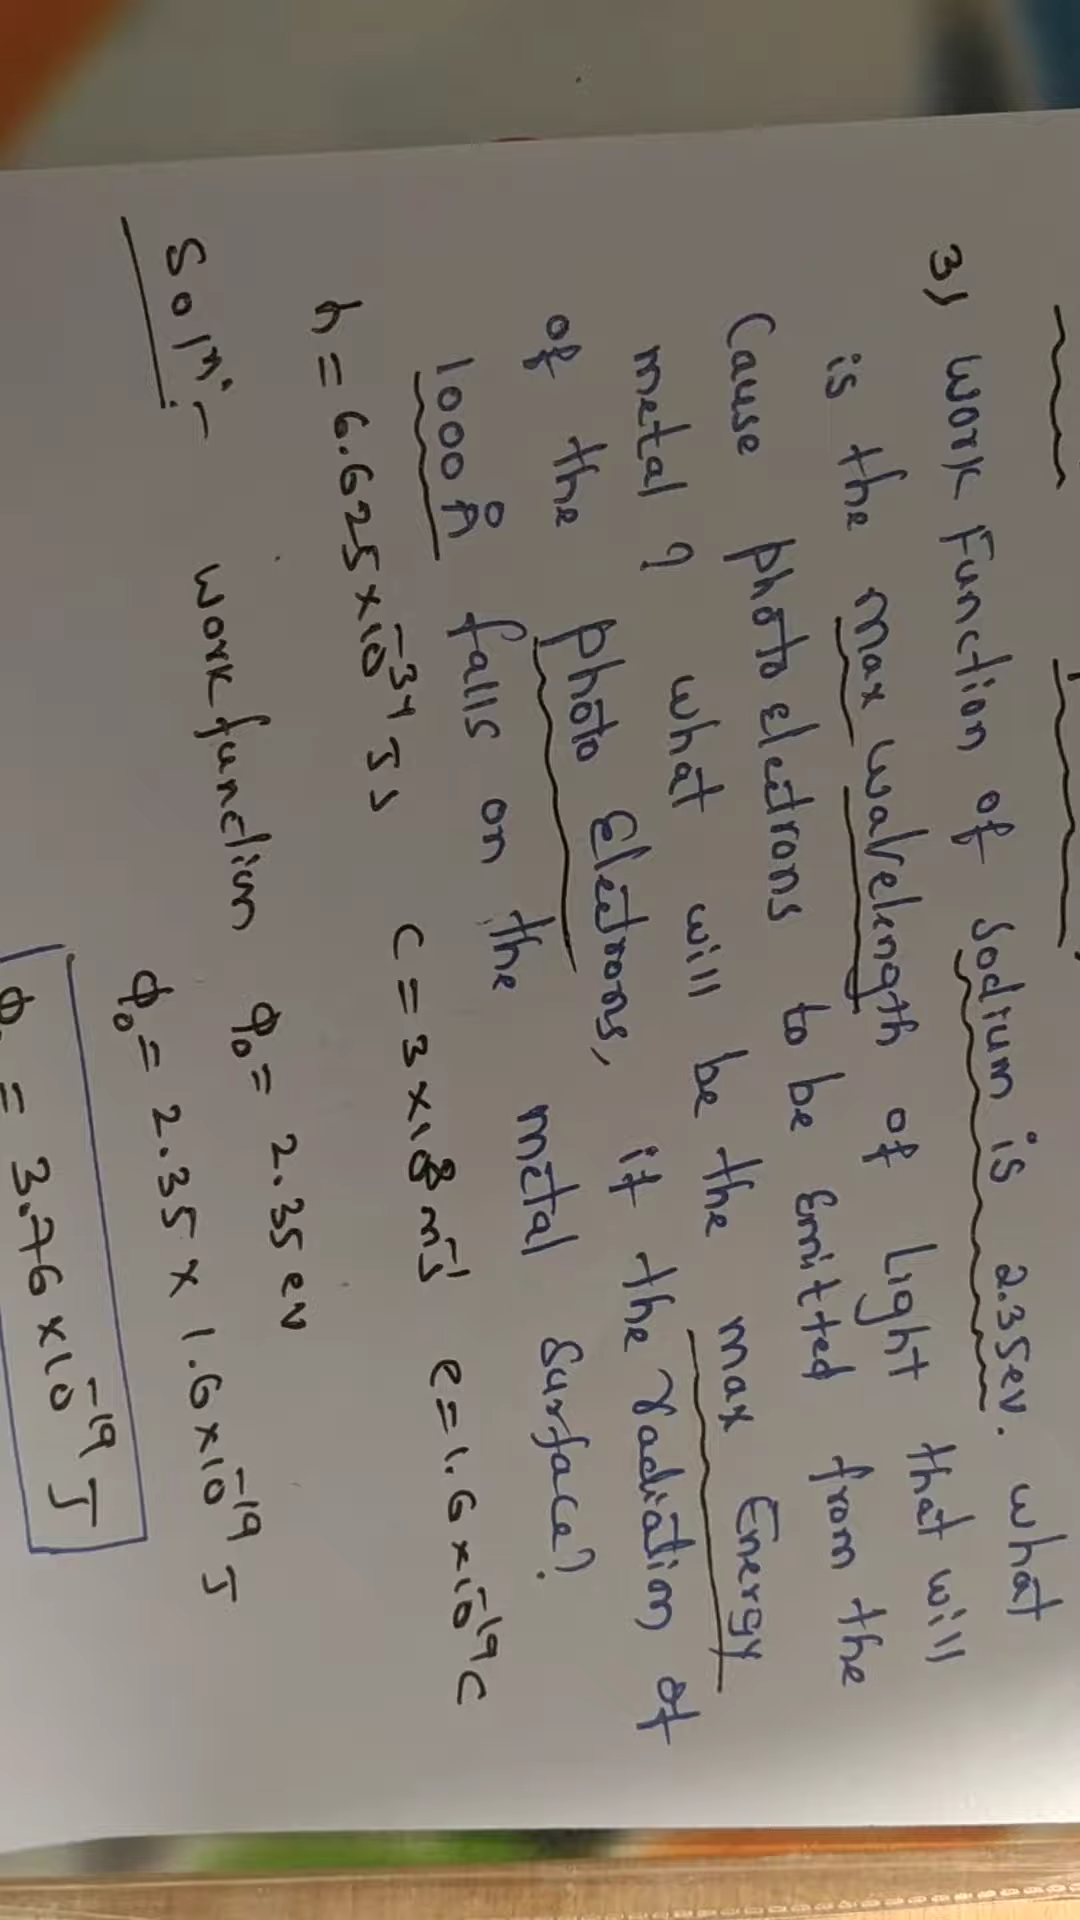 3) Work Function of Sodium is 2.35ev. what
is the max wavelength of Light that will
Cause photo electrons to be Emitted from the
metal ? what will be the max Energy
of the photo Electrons, if the radiation of
1000 Å falls on the metal surface?
h = 6.625 × 10⁻³⁴ Js C = 3 × 10⁸ ms⁻¹ e = 1.6 × 10⁻¹⁹ C
Soln:- work function φ₀ = 2.35 ev
φ₀ = 2.35 × 1.6 × 10⁻¹⁹ J
= 3.76 × 10⁻¹⁹ J